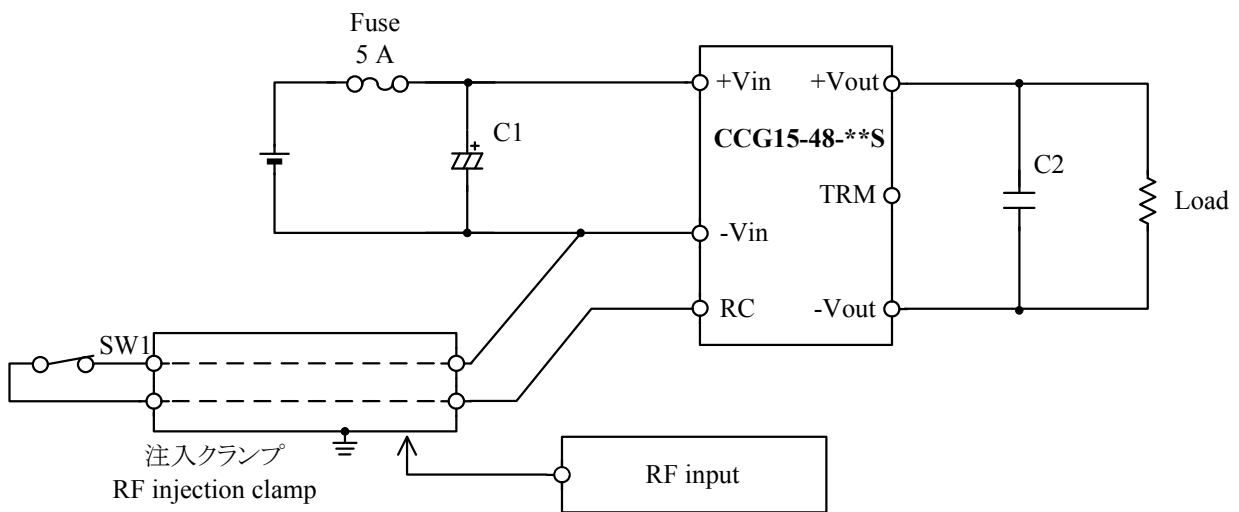 Fuse
5 A
+Vin
+Vout
C1
CCG15-48-**S
C2
TRM
Load
-Vin
RC
-Vout
SW1
注入クランプ
RF injection clamp
RF input
+